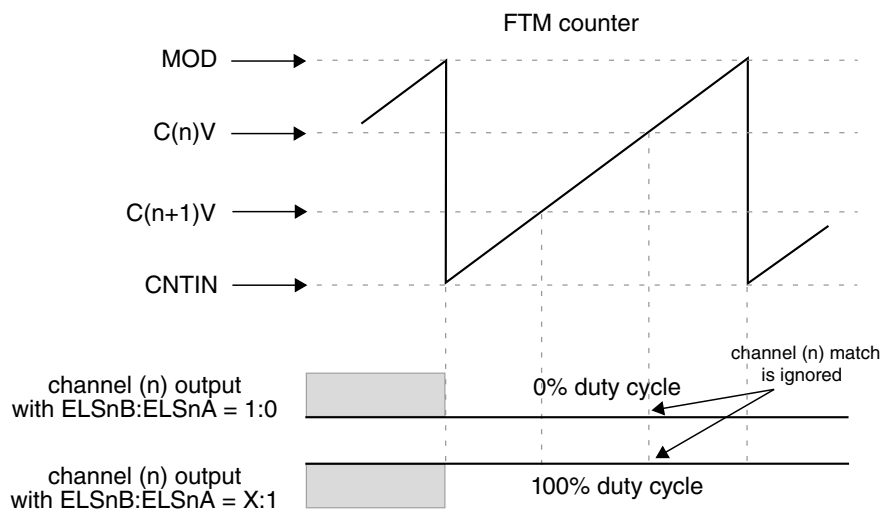 FTM counter
MOD
C(n)V
C(n+1)V
CNTIN
channel (n) match
is ignored
channel (n) output
with ELSnB:ELSnA = 1:0
0% duty cycle
channel (n) output
with ELSnB:ELSnA = X:1
100% duty cycle